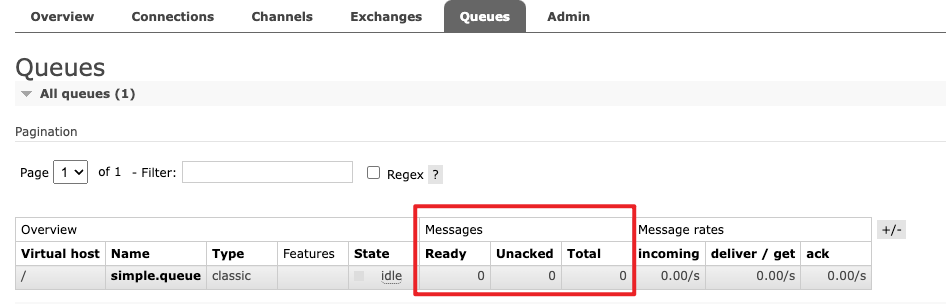 Overview Connections Channels Exchanges Queues Admin
Queues
All queues (1)
Pagination
Page 1 of 1 - Filter: Regex ?
Overview Messages Message rates +/-
Virtual host Name Type Features State Ready Unacked Total incoming deliver / get ack
/ simple.queue classic idle 0 0 0 0.00/s 0.00/s 0.00/s